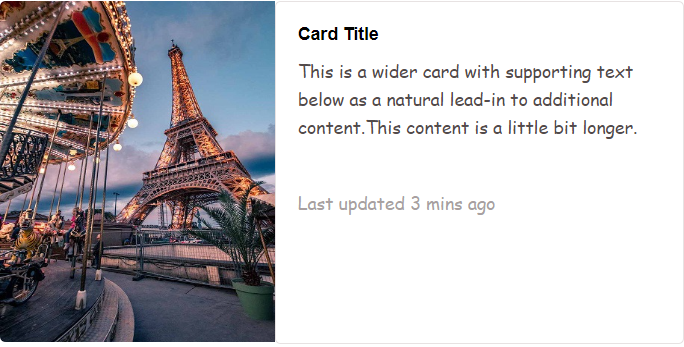 Card Title
This is a wider card with supporting text
below as a natural lead-in to additional
content.This content is a little bit longer.
Last updated 3 mins ago